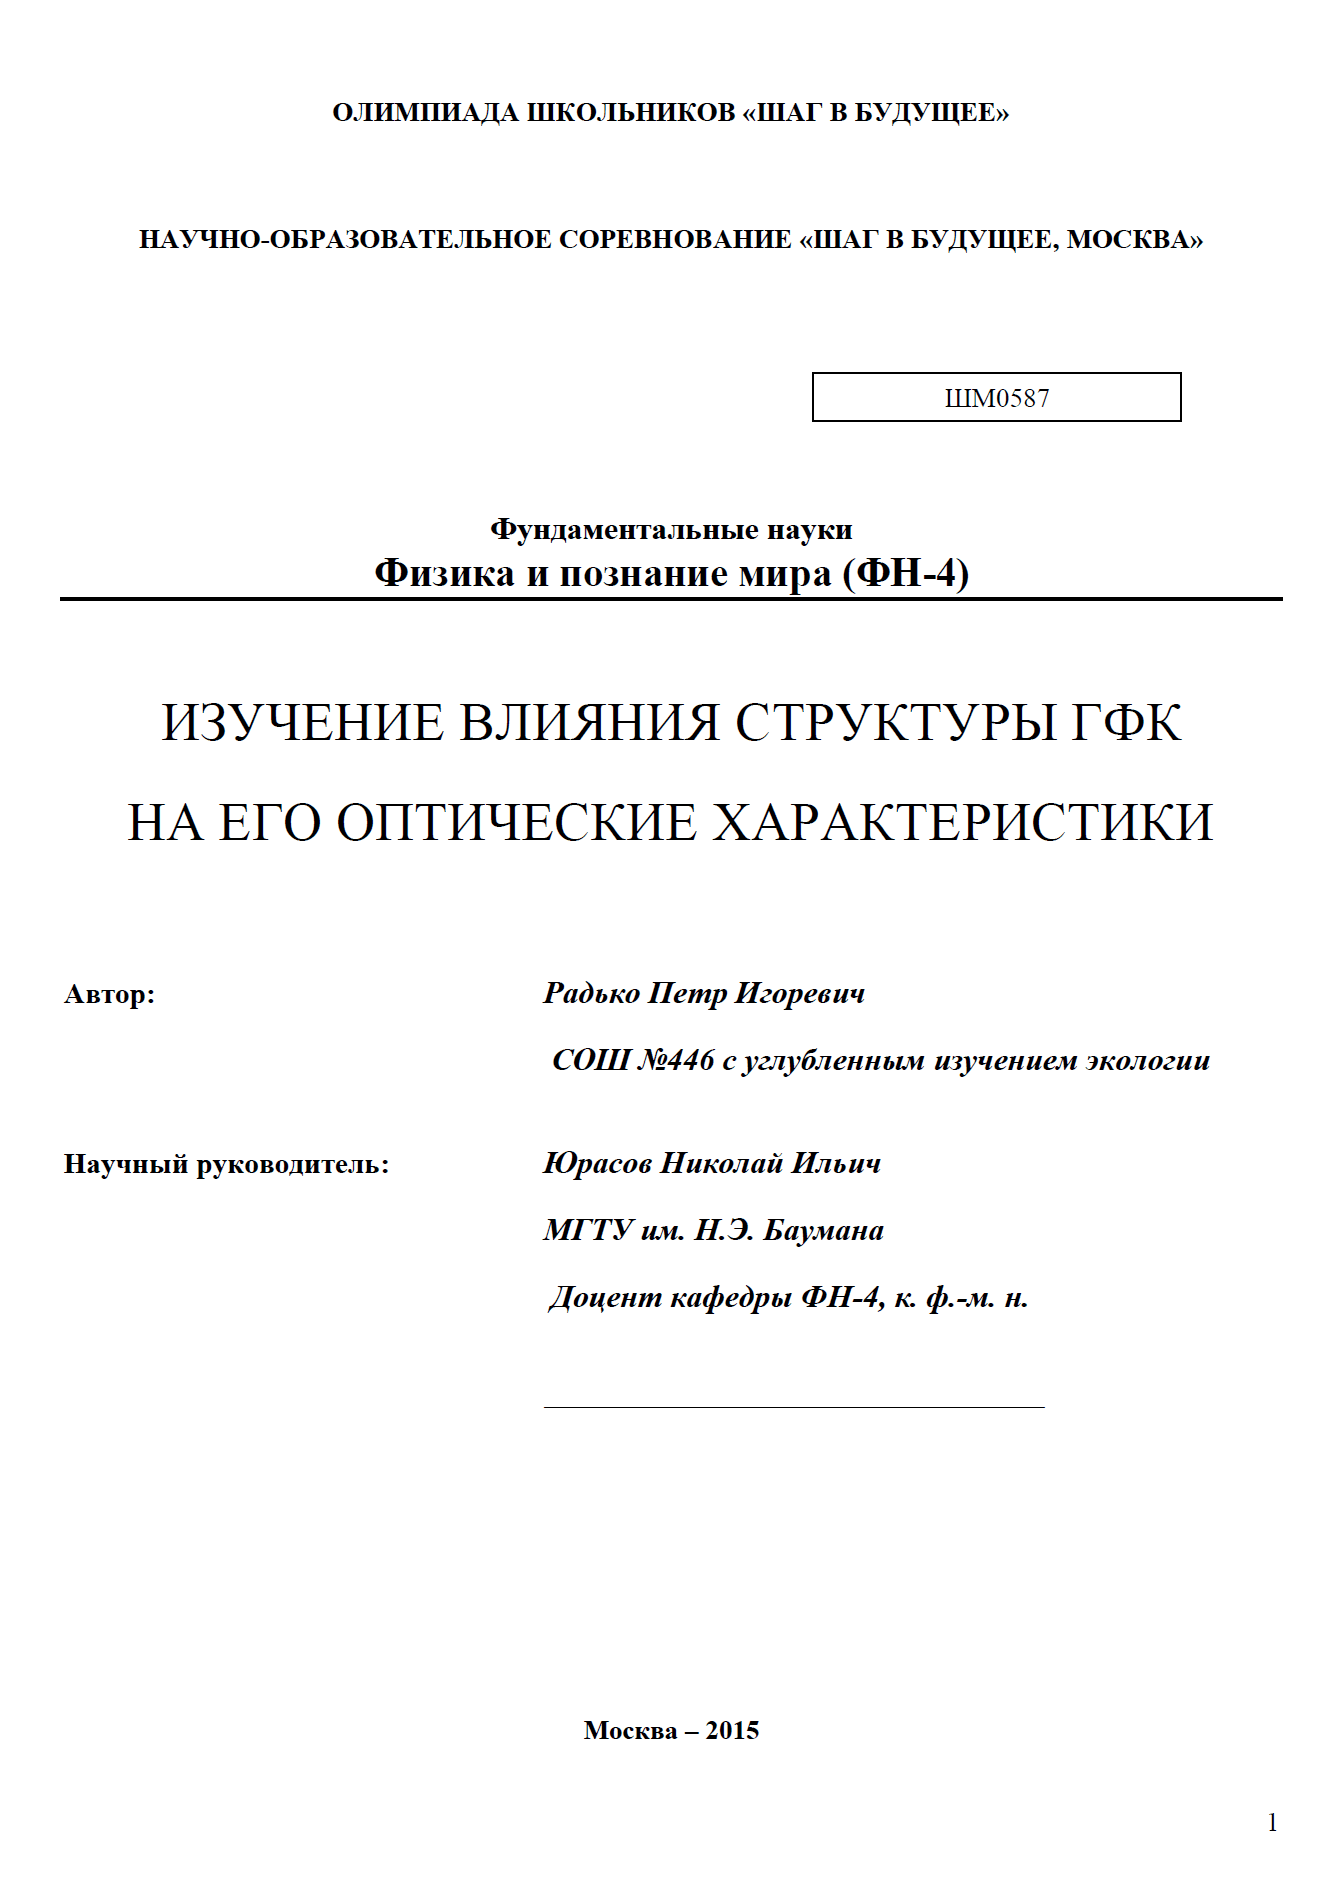 ОЛИМПИАДА ШКОЛЬНИКОВ «ШАГ В БУДУЩЕЕ»
НАУЧНО-ОБРАЗОВАТЕЛЬНОЕ СОРЕВНОВАНИЕ «ШАГ В БУДУЩЕЕ, МОСКВА»
ШМ0587
Фундаментальные науки
Физика и познание мира (ФН-4)
ИЗУЧЕНИЕ ВЛИЯНИЯ СТРУКТУРЫ ГФК
НА ЕГО ОПТИЧЕСКИЕ ХАРАКТЕРИСТИКИ
Автор: Радько Петр Игоревич
СОШ №446 с углубленным изучением экологии
Научный руководитель: Юрасов Николай Ильич
МГТУ им. Н.Э. Баумана
Доцент кафедры ФН-4, к. ф.-м. н.
Москва – 2015
1